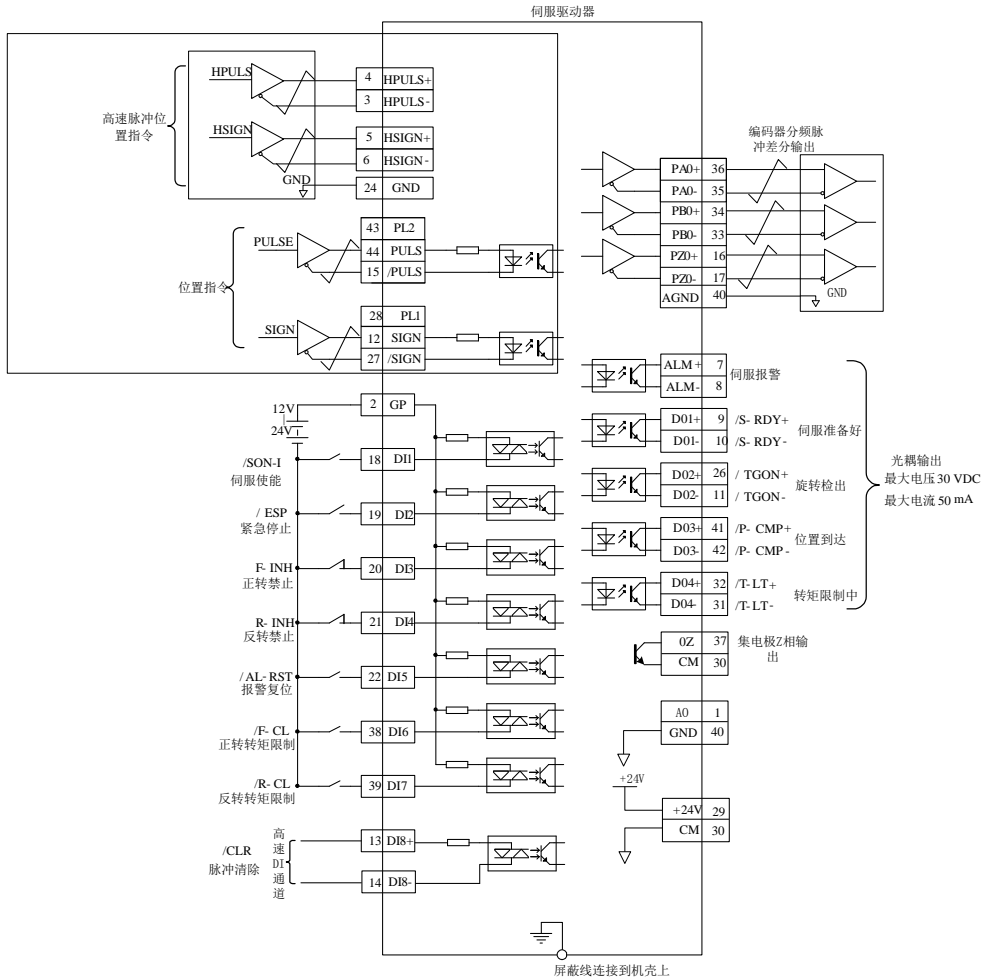 伺服驱动器
高速脉冲位
置指令
HPULS
HSIGN
GND
4 HPULS+
3 HPULS-
5 HSIGN+
6 HSIGN-
24 GND
位置指令
PULSE
SIGN
43 PL2
44 PULS
15 /PULS
28 PL1
12 SIGN
27 /SIGN
12V
24V
2 GP
/SON-I
伺服使能
18 DI1
/ ESP
紧急停止
19 DI2
F- INH
正转禁止
20 DI3
R- INH
反转禁止
21 DI4
/ AL- RST
报警复位
22 DI5
/F- CL
正转转矩限制
38 DI6
/R- CL
反转转矩限制
39 DI7
/CLR
脉冲清除
高速DI通道
13 DI8+
14 DI8-
编码器分频脉
冲差分输出
PA0+ 36
PA0- 35
PB0+ 34
PB0- 33
PZ0+ 16
PZ0- 17
AGND 40
GND
ALM+ 7
ALM- 8
伺服报警
D01+ 9 /S- RDY+
D01- 10 /S- RDY-
伺服准备好
D02+ 26 / TGON+
D02- 11 / TGON-
旋转检出
D03+ 41 /P- CMP+
D03- 42 /P- CMP-
位置到达
D04+ 32 /T-LT+
D04- 31 /T-LT-
转矩限制中
光耦输出
最大电压30 VDC
最大电流50 mA
0Z 37
CM 30
集电极Z相输
出
AO 1
GND 40
+24V
+24V 29
CM 30
屏蔽线连接到机壳上